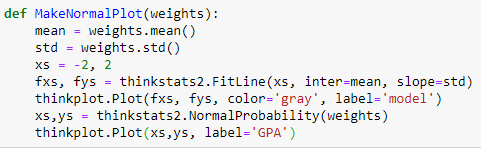 def MakeNormalPlot(weights):
    mean = weights.mean()
    std = weights.std()
    xs = -2, 2
    fxs, fys = thinkstats2.FitLine(xs, inter=mean, slope=std)
    thinkplot.Plot(fxs, fys, color='gray', label='model')
    xs,ys = thinkstats2.NormalProbability(weights)
    thinkplot.Plot(xs,ys, label='GPA')